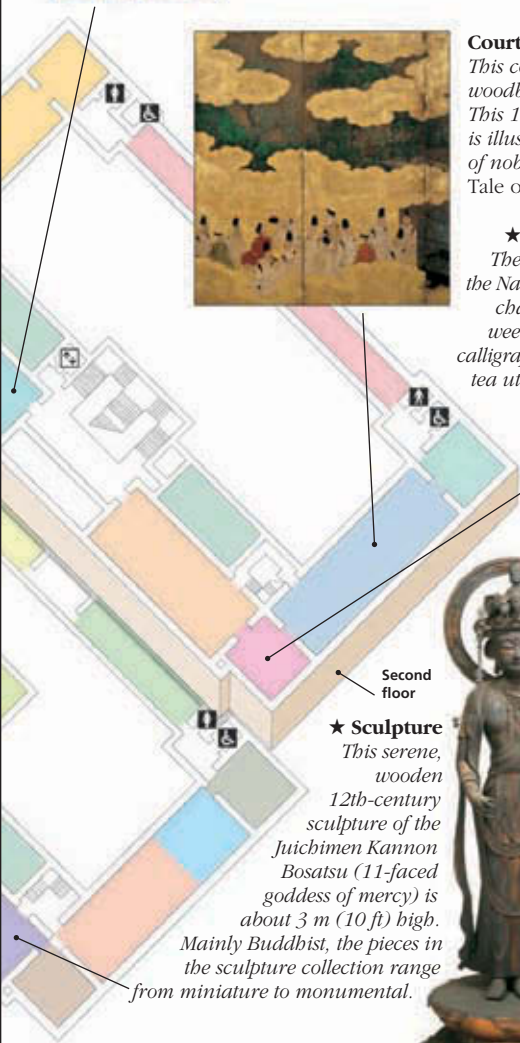 Court
This c
woodb
This 1
is illus
of nob
Tale o
★
The
the Na
cha
wee
calligra
tea ut
Second
floor
★ Sculpture
This serene,
wooden
12th-century
sculpture of the
Juichimen Kannon
Bosatsu (11-faced
goddess of mercy) is
about 3 m (10 ft) high.
Mainly Buddhist, the pieces in
the sculpture collection range
from miniature to monumental.